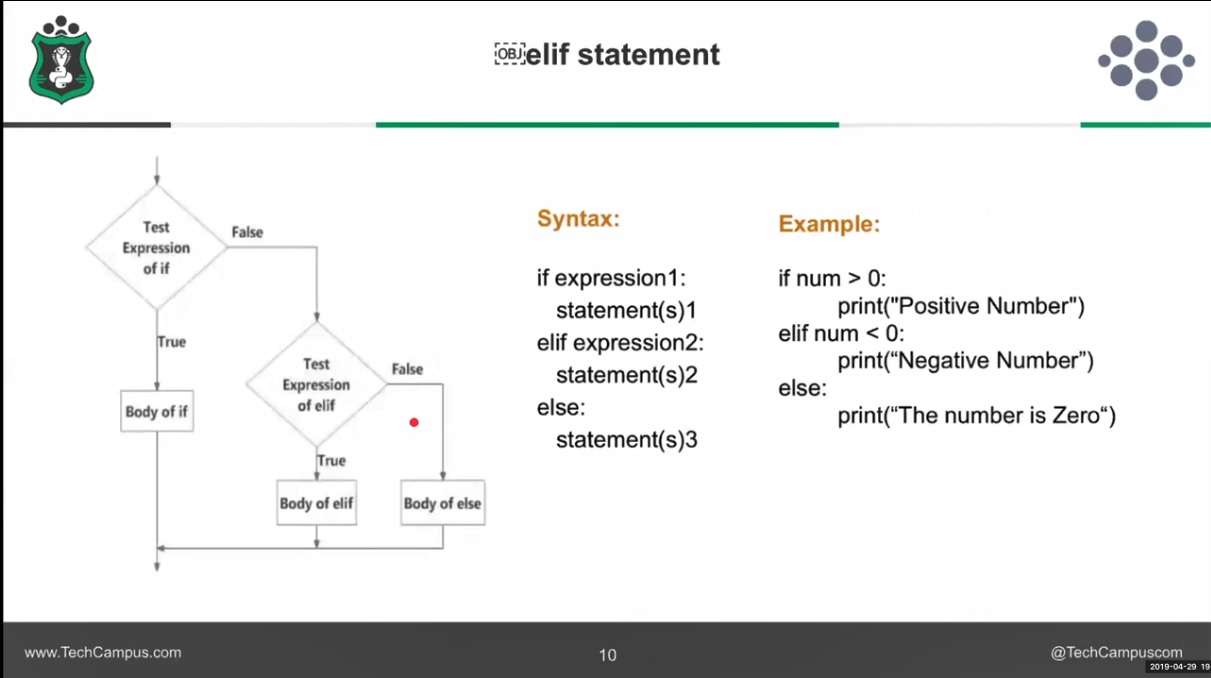 elif statement
Test
Expression
of if
False
True
Body of if
Test
Expression
of elif
False
True
Body of elif
Body of else
Syntax:
if expression1:
statement(s)1
elif expression2:
statement(s)2
else:
statement(s)3
Example:
if num > 0:
print("Positive Number")
elif num < 0:
print(“Negative Number”)
else:
print(“The number is Zero“)
www.TechCampus.com
10
@TechCampuscom
2019-04-29 19